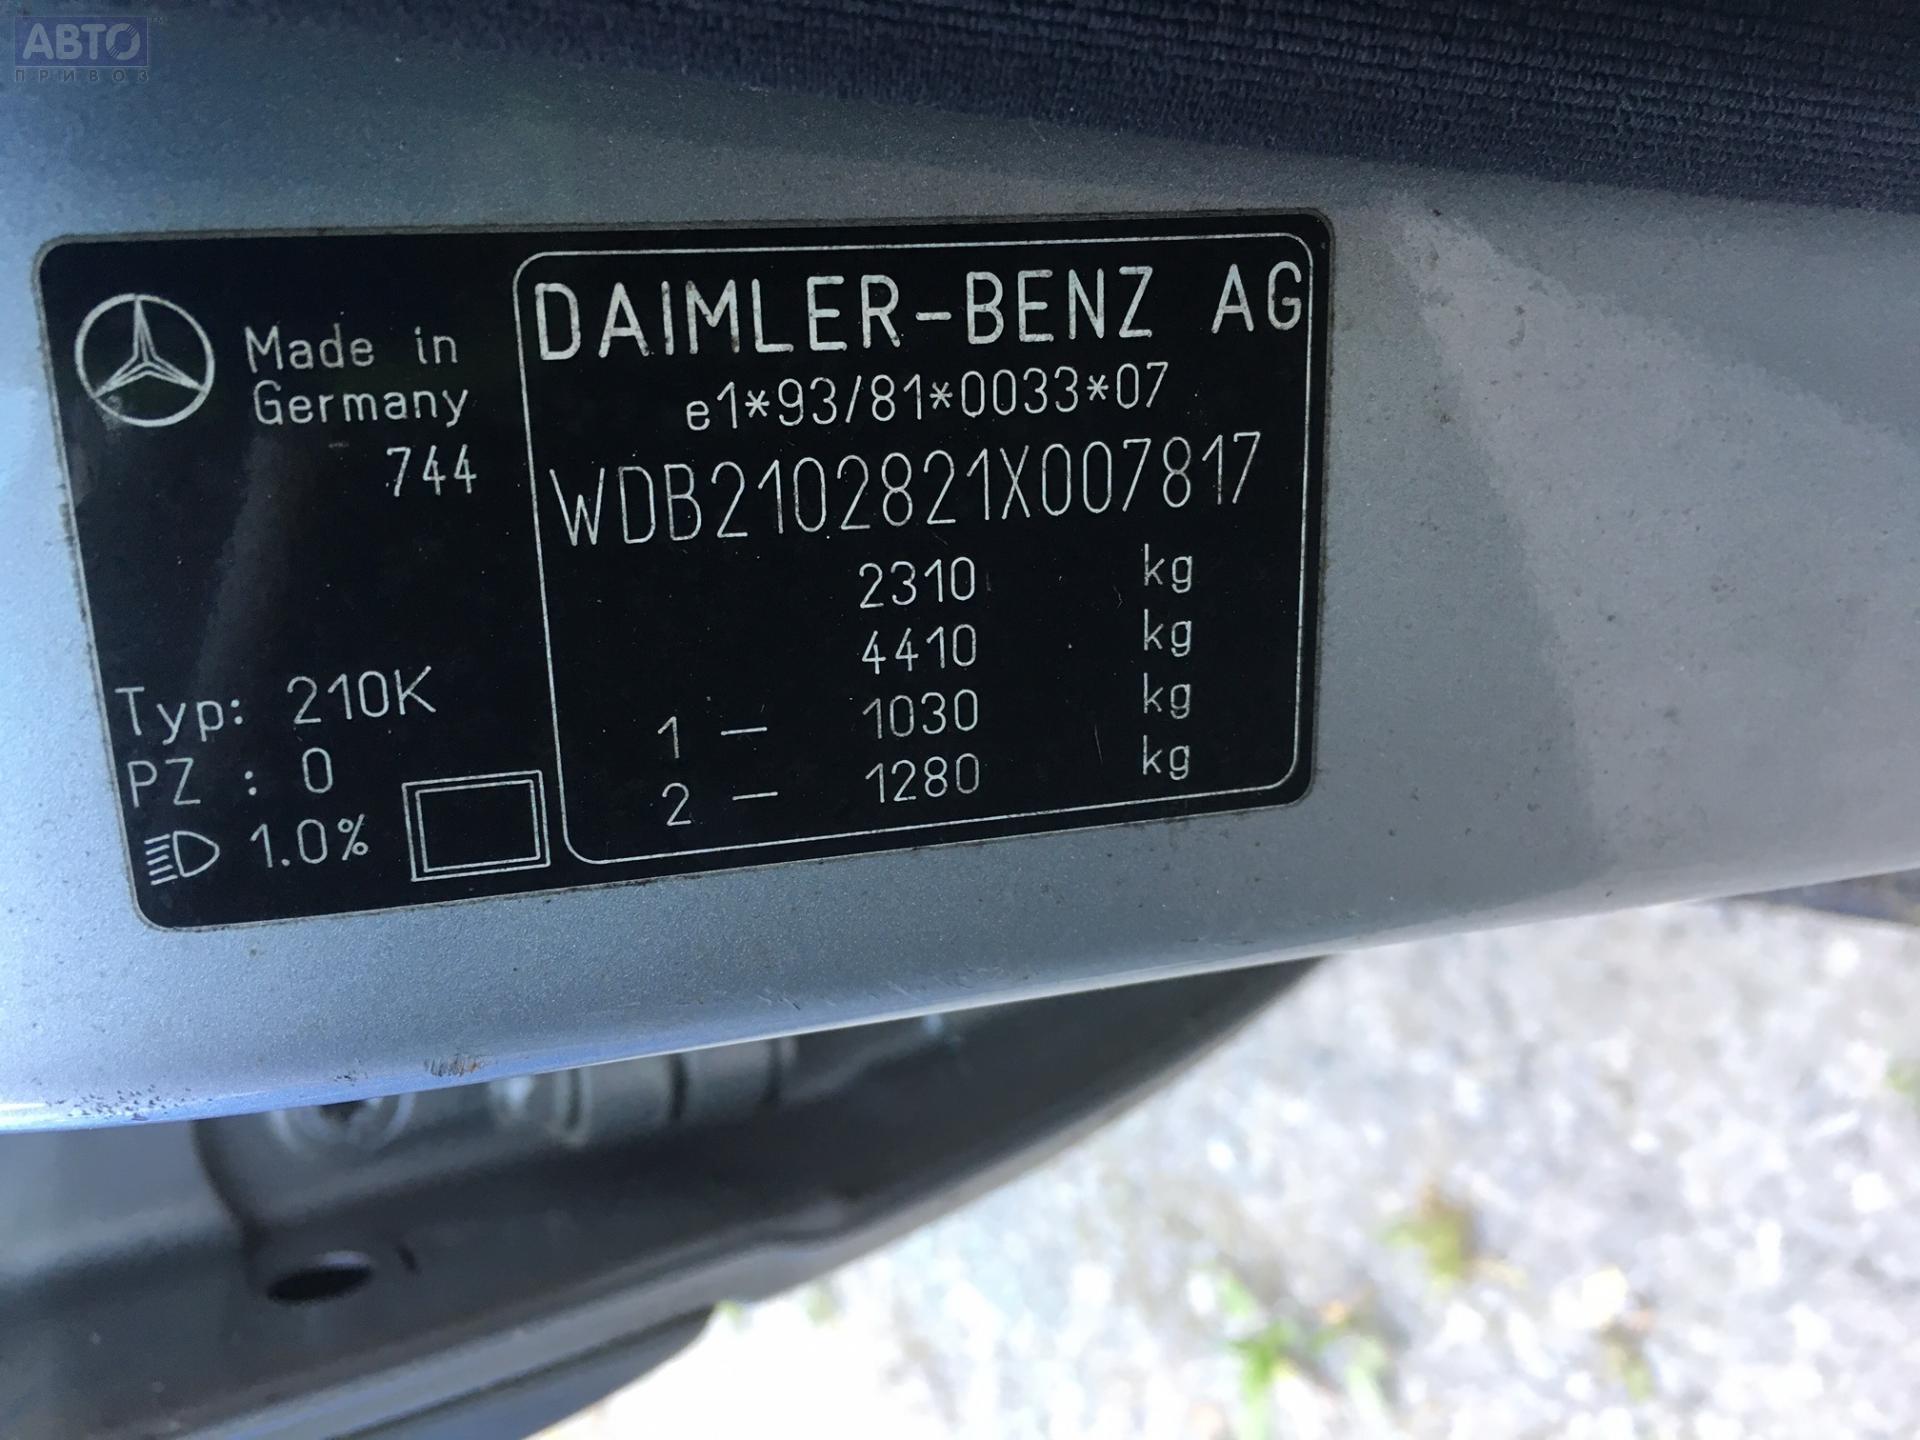 АВТО
ПРИВОЗ
Made in
Germany
744
DAIMLER-BENZ AG
e1*93/81*0033*07
WDB2102821X007817
2310 kg
4410 kg
1 - 1030 kg
2 - 1280 kg
Typ: 210K
PZ : 0
1.0%